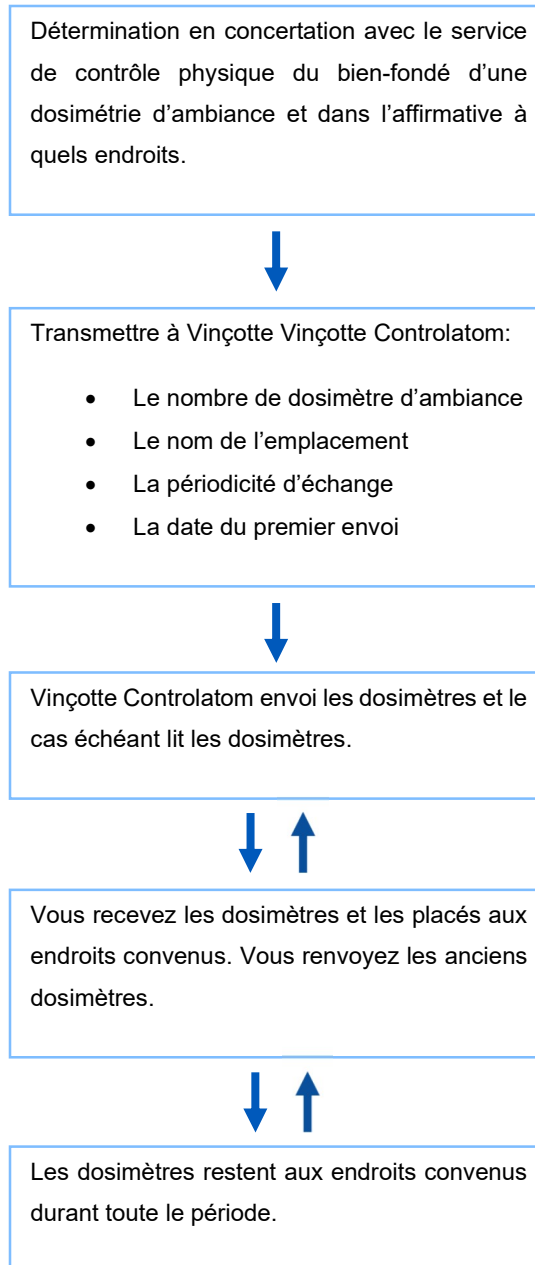 Détermination en concertation avec le service
de contrôle physique du bien-fondé d’une
dosimétrie d’ambiance et dans l’affirmative à
quels endroits.
Transmettre à Vinçotte Vinçotte Controlatom:
• Le nombre de dosimètre d’ambiance
• Le nom de l’emplacement
• La périodicité d’échange
• La date du premier envoi
Vinçotte Controlatom envoi les dosimètres et le
cas échéant lit les dosimètres.
Vous recevez les dosimètres et les placés aux
endroits convenus. Vous renvoyez les anciens
dosimètres.
Les dosimètres restent aux endroits convenus
durant toute le période.